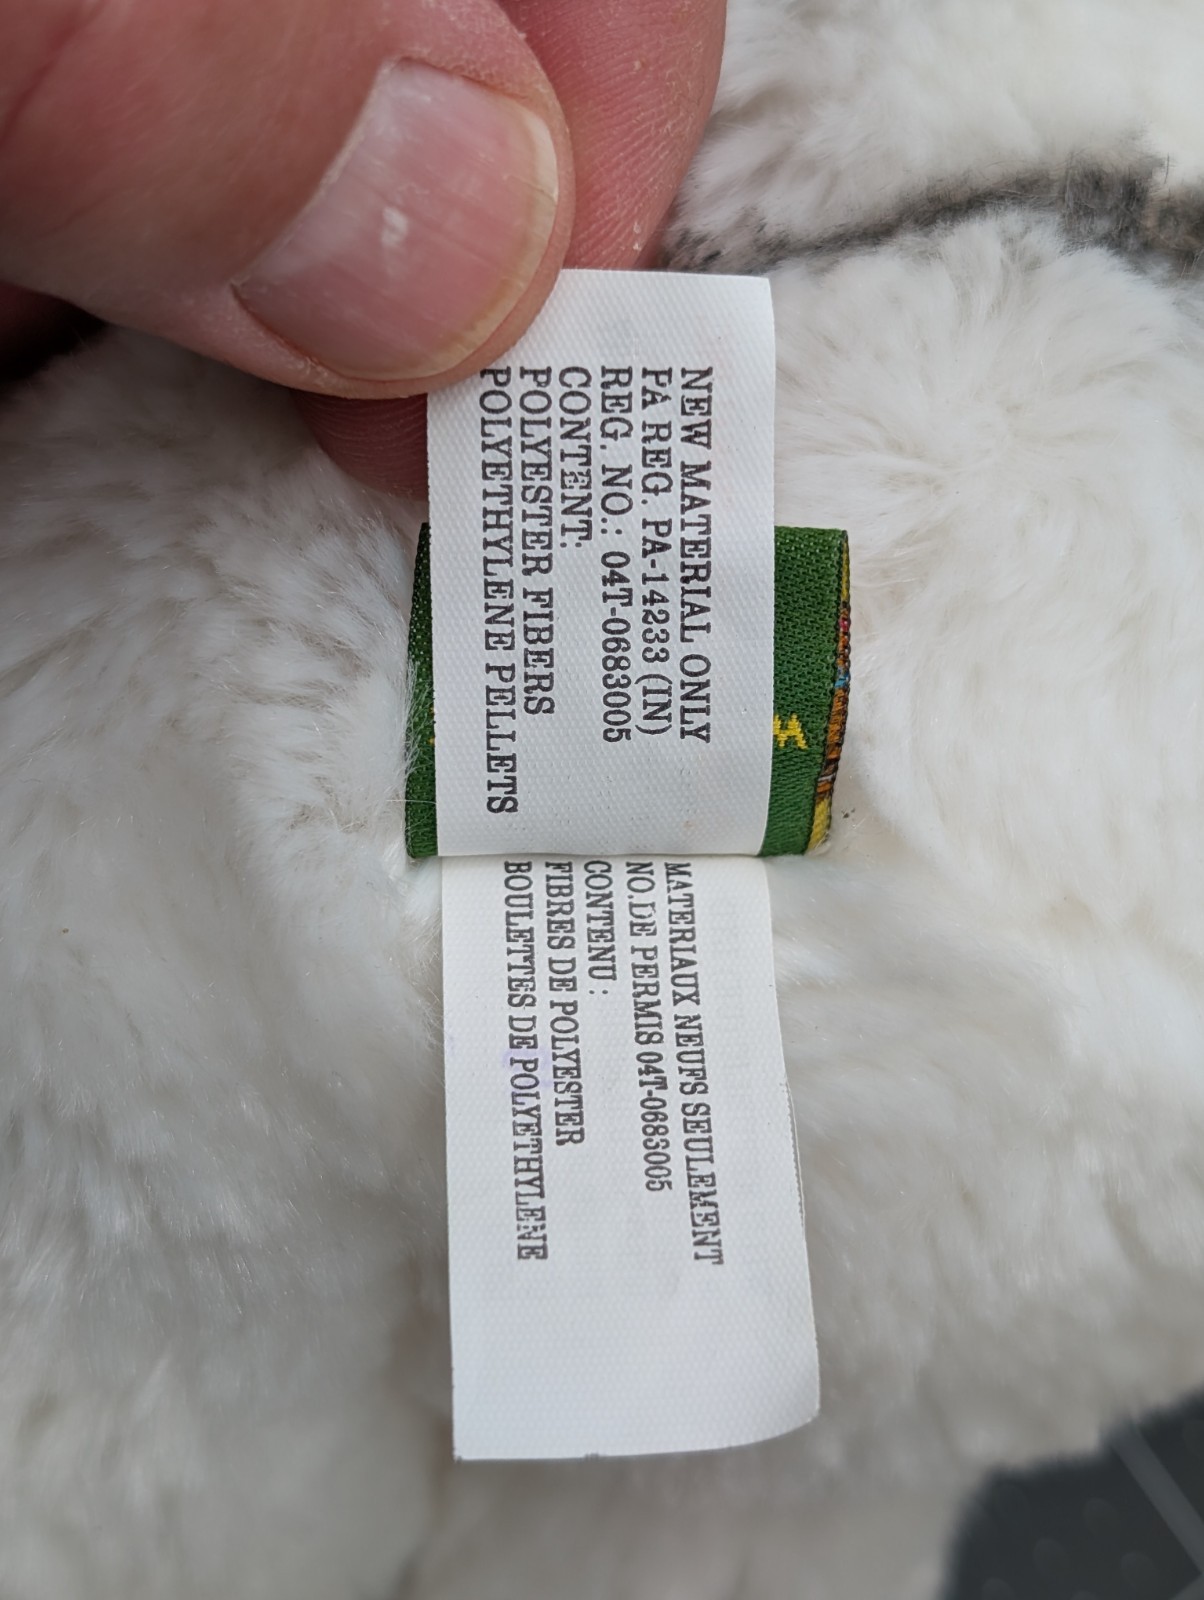 NEW MATERIAL ONLY
PA REG. PA-14233 (IN)
REG. NO.: 04T-0683005
CONTENT:
POLYESTER FIBERS
POLYETHYLENE PELLETS
MATERIAUX NEUFS SEULEMENT
NO.DE PERMIS 04T-0683005
CONTENU :
FIBRES DE POLYESTER
BOULETTES DE POLYETHYLENE